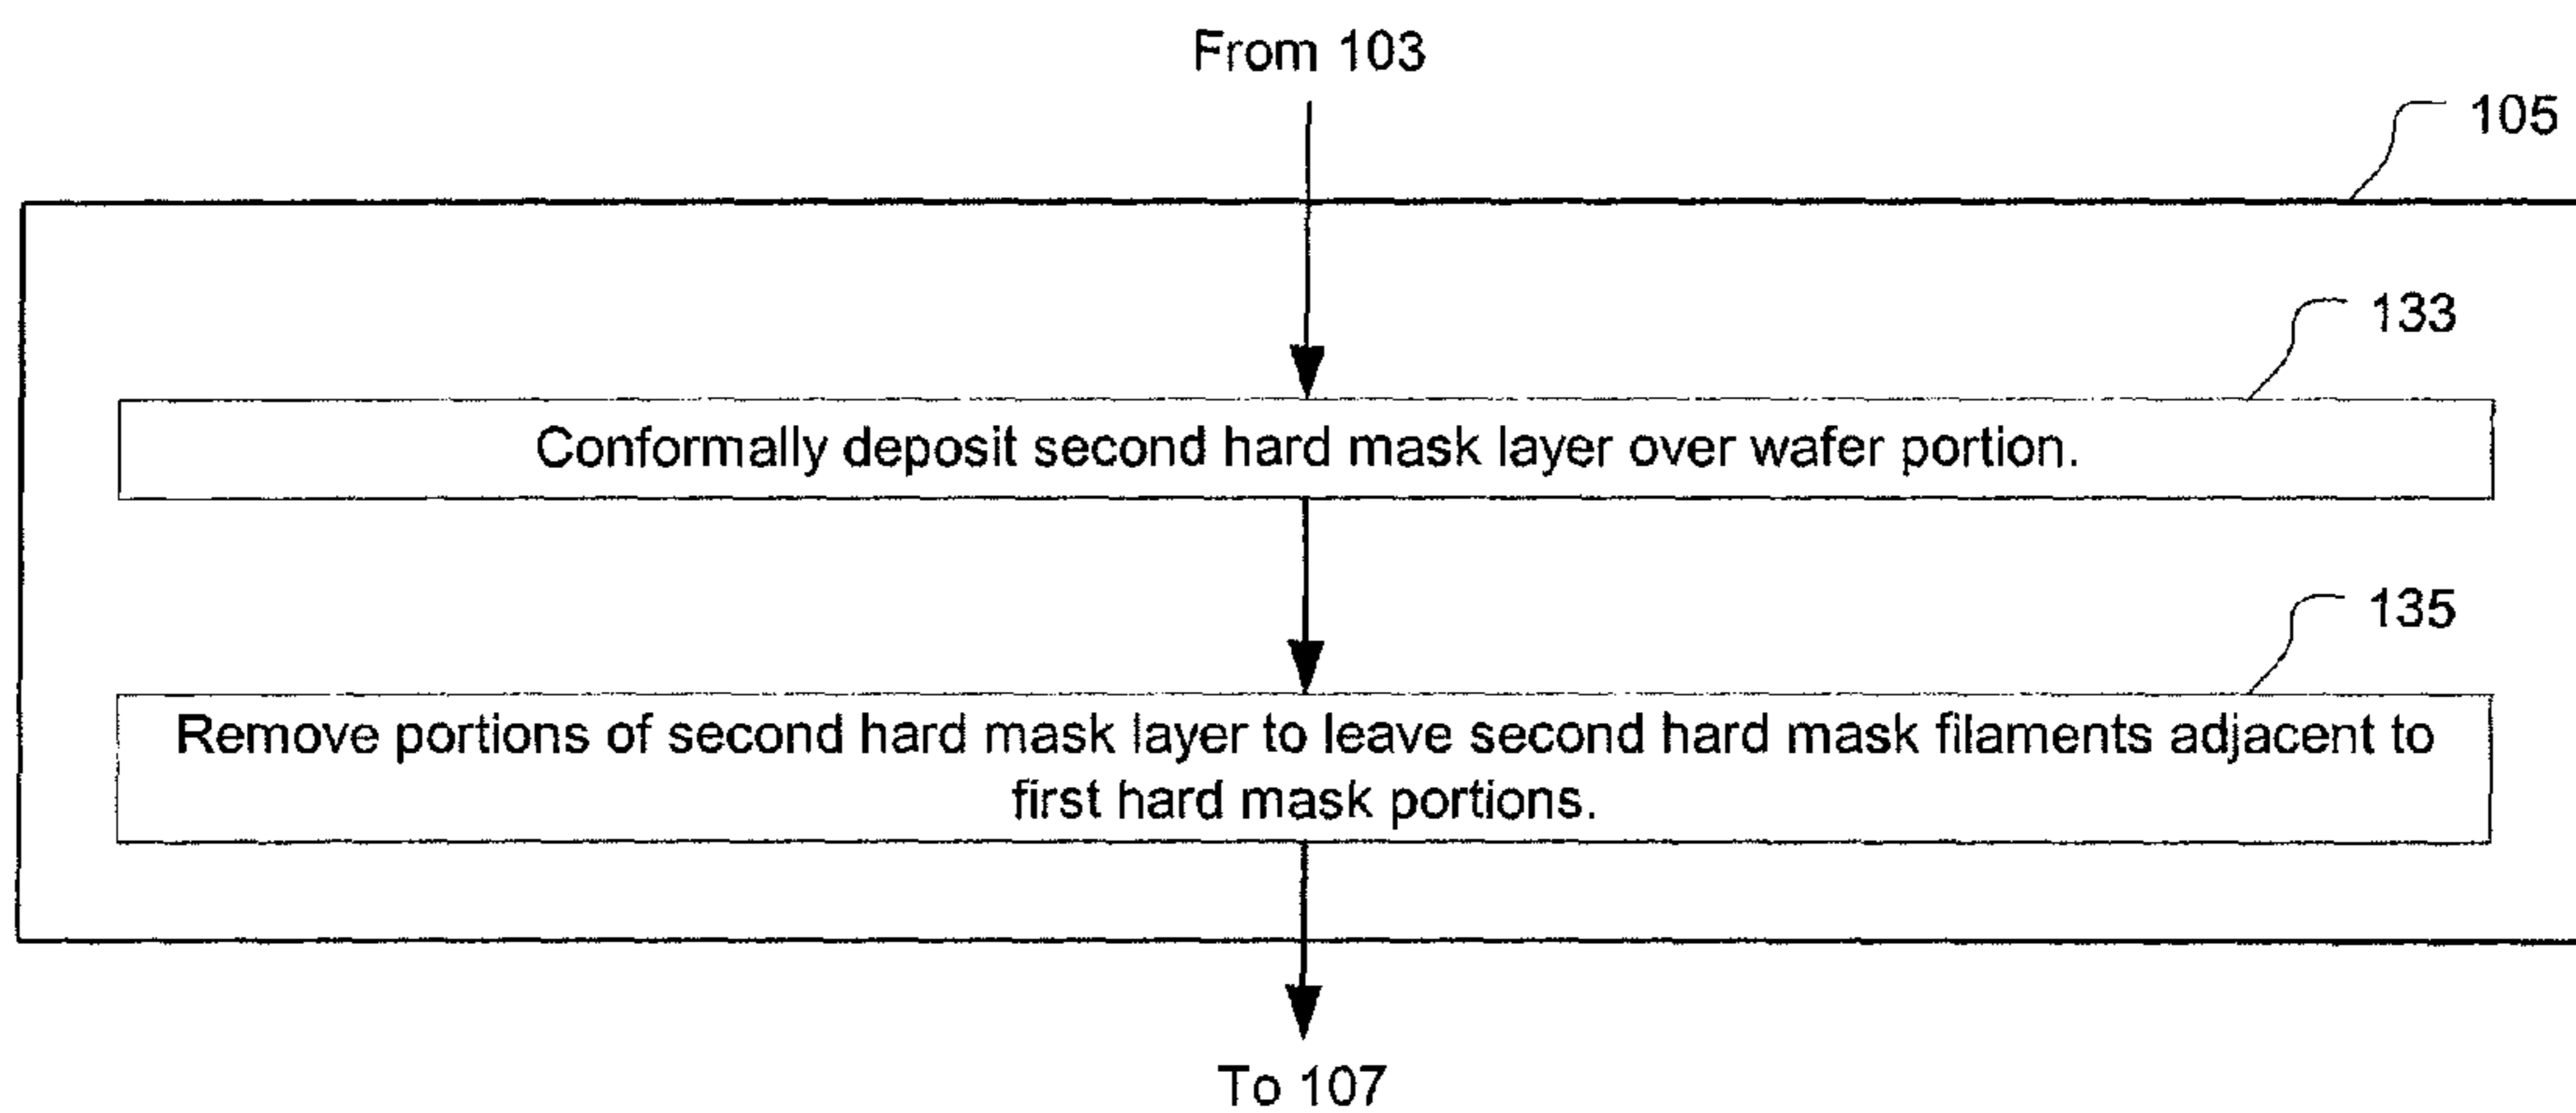 From 103
105
133
Conformally deposit second hard mask layer over wafer portion.
135
Remove portions of second hard mask layer to leave second hard mask filaments adjacent to
first hard mask portions.
To 107